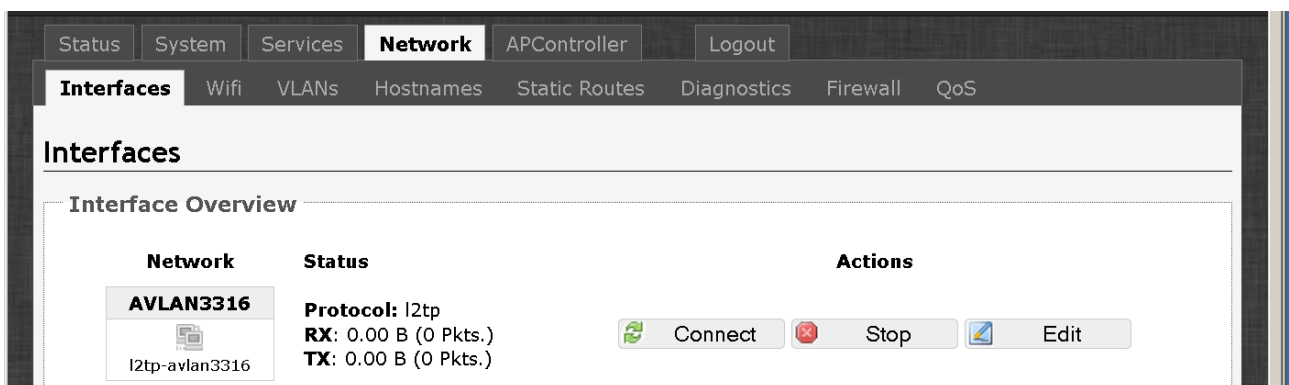 Status System Services Network APController Logout
Interfaces Wifi VLANs Hostnames Static Routes Diagnostics Firewall QoS
Interfaces
Interface Overview
Network Status Actions
AVLAN3316
l2tp-avlan3316
Protocol: l2tp
RX: 0.00 B (0 Pkts.)
TX: 0.00 B (0 Pkts.)
Connect Stop Edit